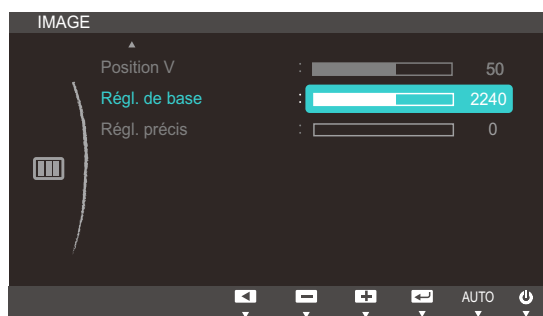 IMAGE
Position V : 50
Régl. de base : 2240
Régl. précis : 0
AUTO